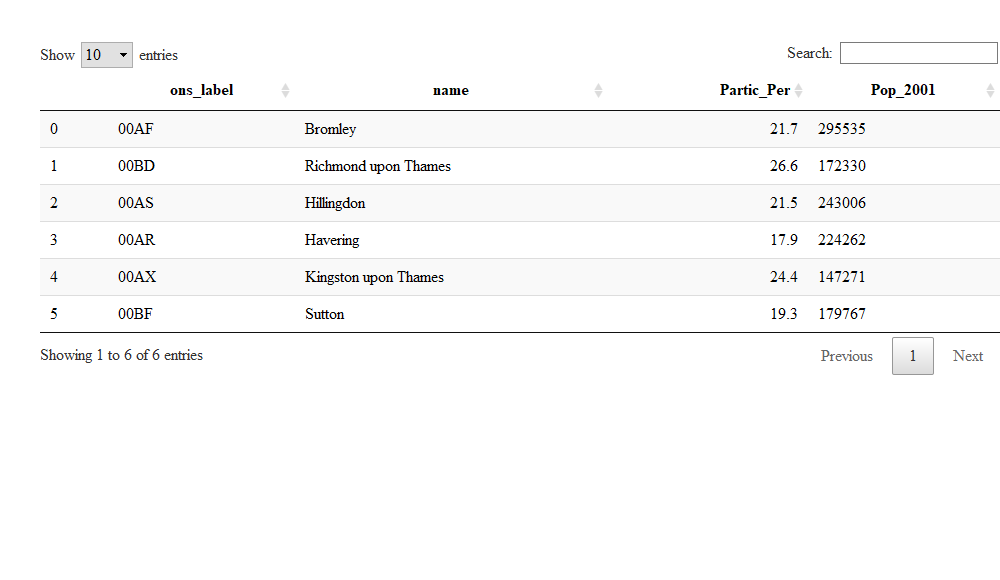 Show 10 entries Search:
ons_label name Partic_Per Pop_2001
0 00AF Bromley 21.7 295535
1 00BD Richmond upon Thames 26.6 172330
2 00AS Hillingdon 21.5 243006
3 00AR Havering 17.9 224262
4 00AX Kingston upon Thames 24.4 147271
5 00BF Sutton 19.3 179767
Showing 1 to 6 of 6 entries Previous 1 Next